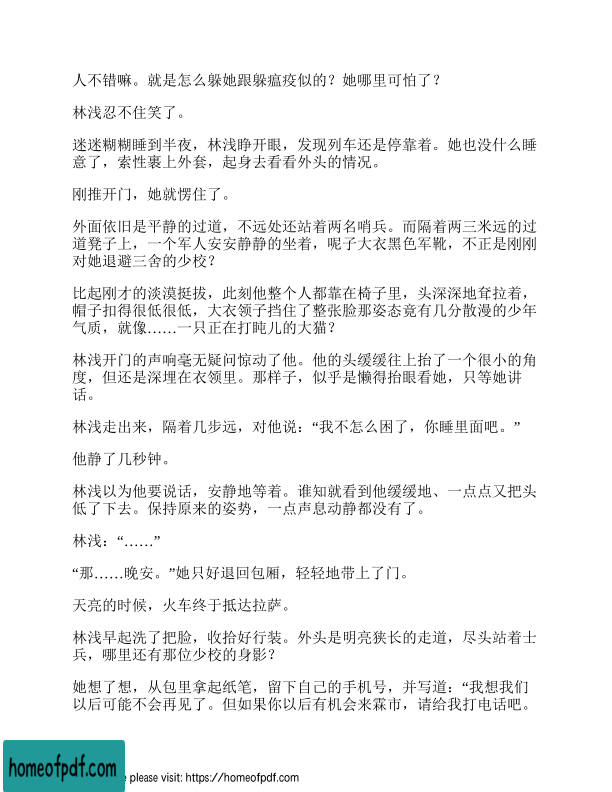 人不错嘛。就是怎么躲她跟躲瘟疫似的？她哪里可怕了？
林浅忍不住笑了。
迷迷糊糊睡到半夜，林浅睁开眼，发现列车还是停靠着。她也没什么睡
意了，索性裹上外套，起身去看看外头的情况。
刚推开门，她就愣住了。
外面依旧是平静的过道，不远处还站着两名哨兵。而隔着两三米远的过
道凳子上，一个军人安安静静的坐着，呢子大衣黑色军靴，不正是刚刚
对她退避三舍的少校？
比起刚才的淡漠挺拔，此刻他整个人都靠在椅子里，头深深地耷拉着，
帽子扣得很低很低，大衣领子挡住了整张脸那姿态竟有几分散漫的少年
气质，就像……一只正在打盹儿的大猫？
林浅开门的声响毫无疑问惊动了他。他的头缓缓往上抬了一个很小的角
度，但还是深埋在衣领里。那样子，似乎是懒得抬眼看她，只等她讲
话。
林浅走出来，隔着几步远，对他说：“我不怎么困了，你睡里面吧。”
他静了几秒钟。
林浅以为他要说话，安静地等着。谁知就看到他缓缓地、一点点又把头
低了下去。保持原来的姿势，一点声息动静都没有了。
林浅：“……”
“那……晚安。”她只好退回包厢，轻轻地带上了门。
天亮的时候，火车终于抵达拉萨。
林浅早起洗了把脸，收拾好行装。外头是明亮狭长的走道，尽头站着士
兵，哪里还有那位少校的身影？
她想了想，从包里拿起纸笔，留下自己的手机号，并写道：“我想我们
以后可能不会再见了。但如果你以后有机会来霖市，请给我打电话吧。
homeofpdf.com
e please visit: https://homeofpdf.com